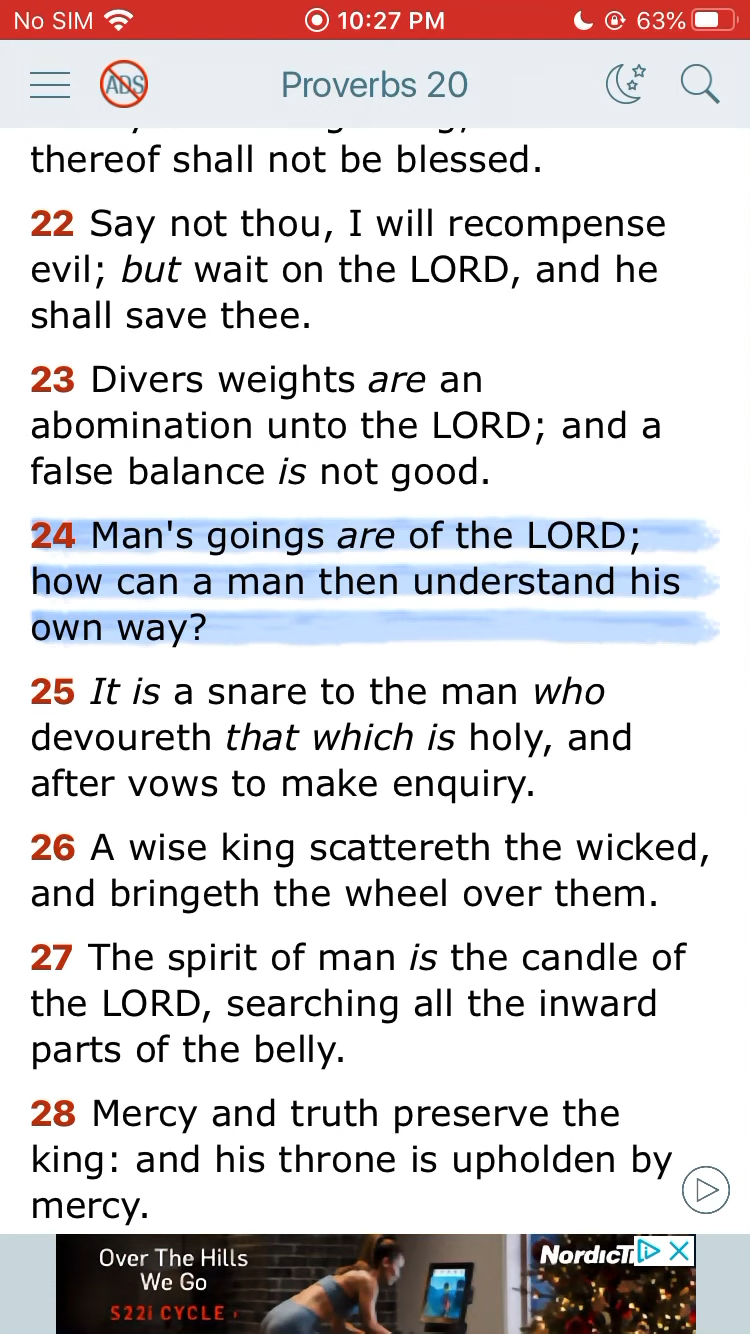 No SIM 10:27 PM 63%
ADS Proverbs 20
thereof shall not be blessed.
22 Say not thou, I will recompense
evil; but wait on the LORD, and he
shall save thee.
23 Divers weights are an
abomination unto the LORD; and a
false balance is not good.
24 Man's goings are of the LORD;
how can a man then understand his
own way?
25 It is a snare to the man who
devoureth that which is holy, and
after vows to make enquiry.
26 A wise king scattereth the wicked,
and bringeth the wheel over them.
27 The spirit of man is the candle of
the LORD, searching all the inward
parts of the belly.
28 Mercy and truth preserve the
king: and his throne is upholden by
mercy.
Over The Hills
We Go
S22i CYCLE
NordicT